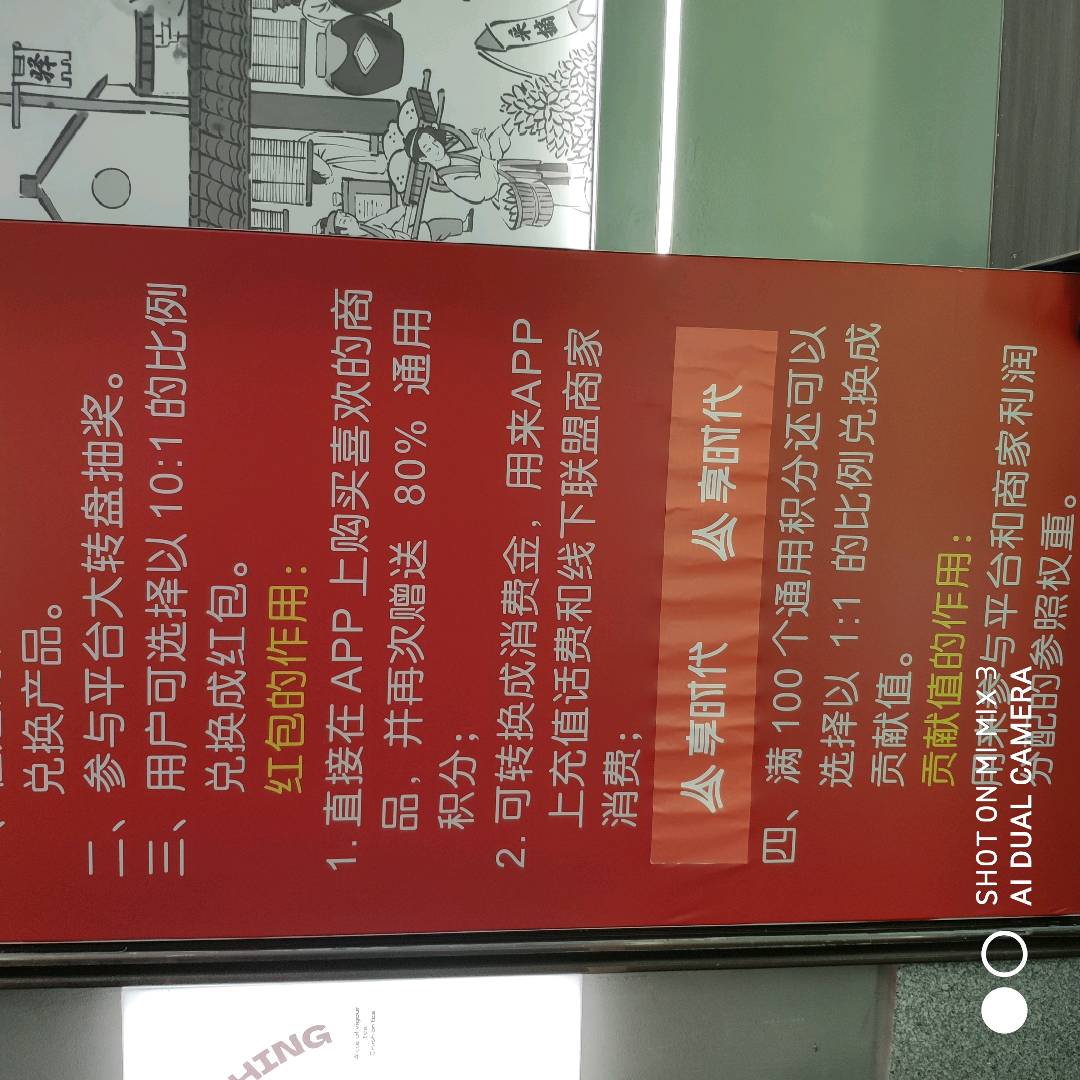 兑换产品。
二、参与平台大转盘抽奖。
三、用户可选择以 10:1 的比例
兑换成红包。
红包的作用：
1. 直接在 APP 上购买喜欢的商
品，并再次赠送 80% 通用
积分；
2. 可转换成消费金，用来APP
上充值话费和线下联盟商家
消费；
享时代 享时代
四、满 100 个通用积分还可以
选择以 1:1 的比例兑换成
贡献值。
贡献值的作用：
用来参与平台和商家利润
分配的参照权重。
驿
采摘
HING
SHOT ON MI MIX 3
AI DUAL CAMERA